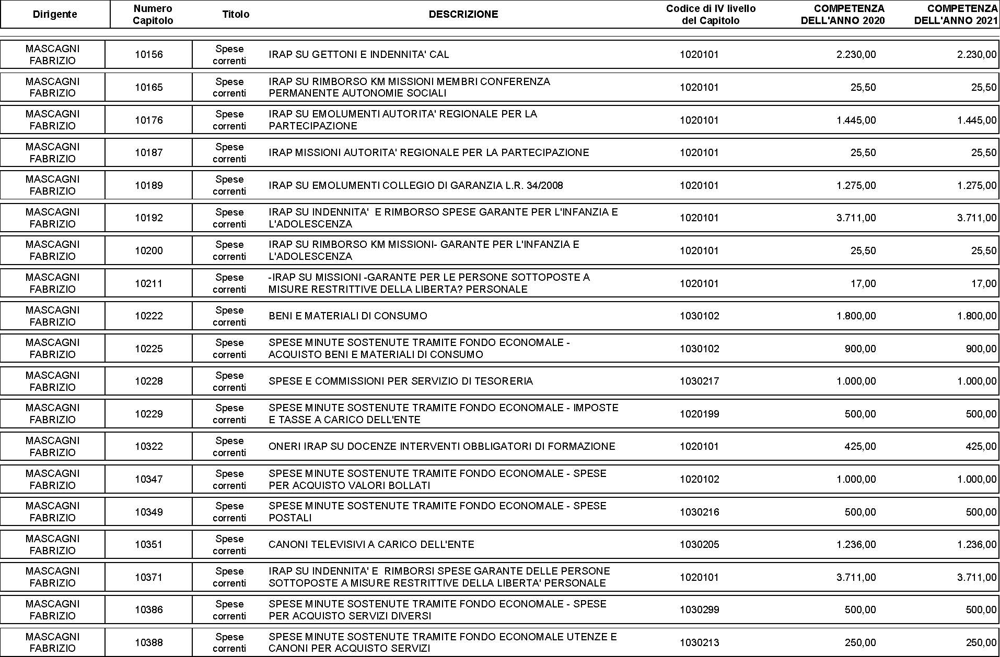 Dirigente Numero Capitolo Titolo DESCRIZIONE Codice di IV livello del Capitolo COMPETENZA DELL'ANNO 2020 COMPETENZA DELL'ANNO 2021
MASCAGNI FABRIZIO 10156 Spese correnti IRAP SU GETTONI E INDENNITA' CAL 1020101 2.230,00 2.230,00
MASCAGNI FABRIZIO 10165 Spese correnti IRAP SU RIMBORSO KM MISSIONI MEMBRI CONFERENZA PERMANENTE AUTONOMIE SOCIALI 1020101 25,50 25,50
MASCAGNI FABRIZIO 10176 Spese correnti IRAP SU EMOLUMENTI AUTORITA' REGIONALE PER LA PARTECIPAZIONE 1020101 1.445,00 1.445,00
MASCAGNI FABRIZIO 10187 Spese correnti IRAP MISSIONI AUTORITA' REGIONALE PER LA PARTECIPAZIONE 1020101 25,50 25,50
MASCAGNI FABRIZIO 10189 Spese correnti IRAP SU EMOLUMENTI COLLEGIO DI GARANZIA L.R. 34/2008 1020101 1.275,00 1.275,00
MASCAGNI FABRIZIO 10192 Spese correnti IRAP SU INDENNITA'  E RIMBORSO SPESE GARANTE PER L'INFANZIA E L'ADOLESCENZA 1020101 3.711,00 3.711,00
MASCAGNI FABRIZIO 10200 Spese correnti IRAP SU RIMBORSO KM MISSIONI- GARANTE PER L'INFANZIA E L'ADOLESCENZA 1020101 25,50 25,50
MASCAGNI FABRIZIO 10211 Spese correnti -IRAP SU MISSIONI -GARANTE PER LE PERSONE SOTTOPOSTE A MISURE RESTRITTIVE DELLA LIBERTA? PERSONALE 1020101 17,00 17,00
MASCAGNI FABRIZIO 10222 Spese correnti BENI E MATERIALI DI CONSUMO 1030102 1.800,00 1.800,00
MASCAGNI FABRIZIO 10225 Spese correnti SPESE MINUTE SOSTENUTE TRAMITE FONDO ECONOMALE - ACQUISTO BENI E MATERIALI DI CONSUMO 1030102 900,00 900,00
MASCAGNI FABRIZIO 10228 Spese correnti SPESE E COMMISSIONI PER SERVIZIO DI TESORERIA 1030217 1.000,00 1.000,00
MASCAGNI FABRIZIO 10229 Spese correnti SPESE MINUTE SOSTENUTE TRAMITE FONDO ECONOMALE - IMPOSTE E TASSE A CARICO DELL'ENTE 1020199 500,00 500,00
MASCAGNI FABRIZIO 10322 Spese correnti ONERI IRAP SU DOCENZE INTERVENTI OBBLIGATORI DI FORMAZIONE 1020101 425,00 425,00
MASCAGNI FABRIZIO 10347 Spese correnti SPESE MINUTE SOSTENUTE TRAMITE FONDO ECONOMALE - SPESE PER ACQUISTO VALORI BOLLATI 1020102 1.000,00 1.000,00
MASCAGNI FABRIZIO 10349 Spese correnti SPESE MINUTE SOSTENUTE TRAMITE FONDO ECONOMALE - SPESE POSTALI 1030216 500,00 500,00
MASCAGNI FABRIZIO 10351 Spese correnti CANONI TELEVISIVI A CARICO DELL'ENTE 1030205 1.236,00 1.236,00
MASCAGNI FABRIZIO 10371 Spese correnti IRAP SU INDENNITA' E  RIMBORSI SPESE GARANTE DELLE PERSONE SOTTOPOSTE A MISURE RESTRITTIVE DELLA LIBERTA' PERSONALE 1020101 3.711,00 3.711,00
MASCAGNI FABRIZIO 10386 Spese correnti SPESE MINUTE SOSTENUTE TRAMITE FONDO ECONOMALE - SPESE PER ACQUISTO SERVIZI DIVERSI 1030299 500,00 500,00
MASCAGNI FABRIZIO 10388 Spese correnti SPESE MINUTE SOSTENUTE TRAMITE FONDO ECONOMALE UTENZE E CANONI PER ACQUISTO SERVIZI 1030213 250,00 250,00